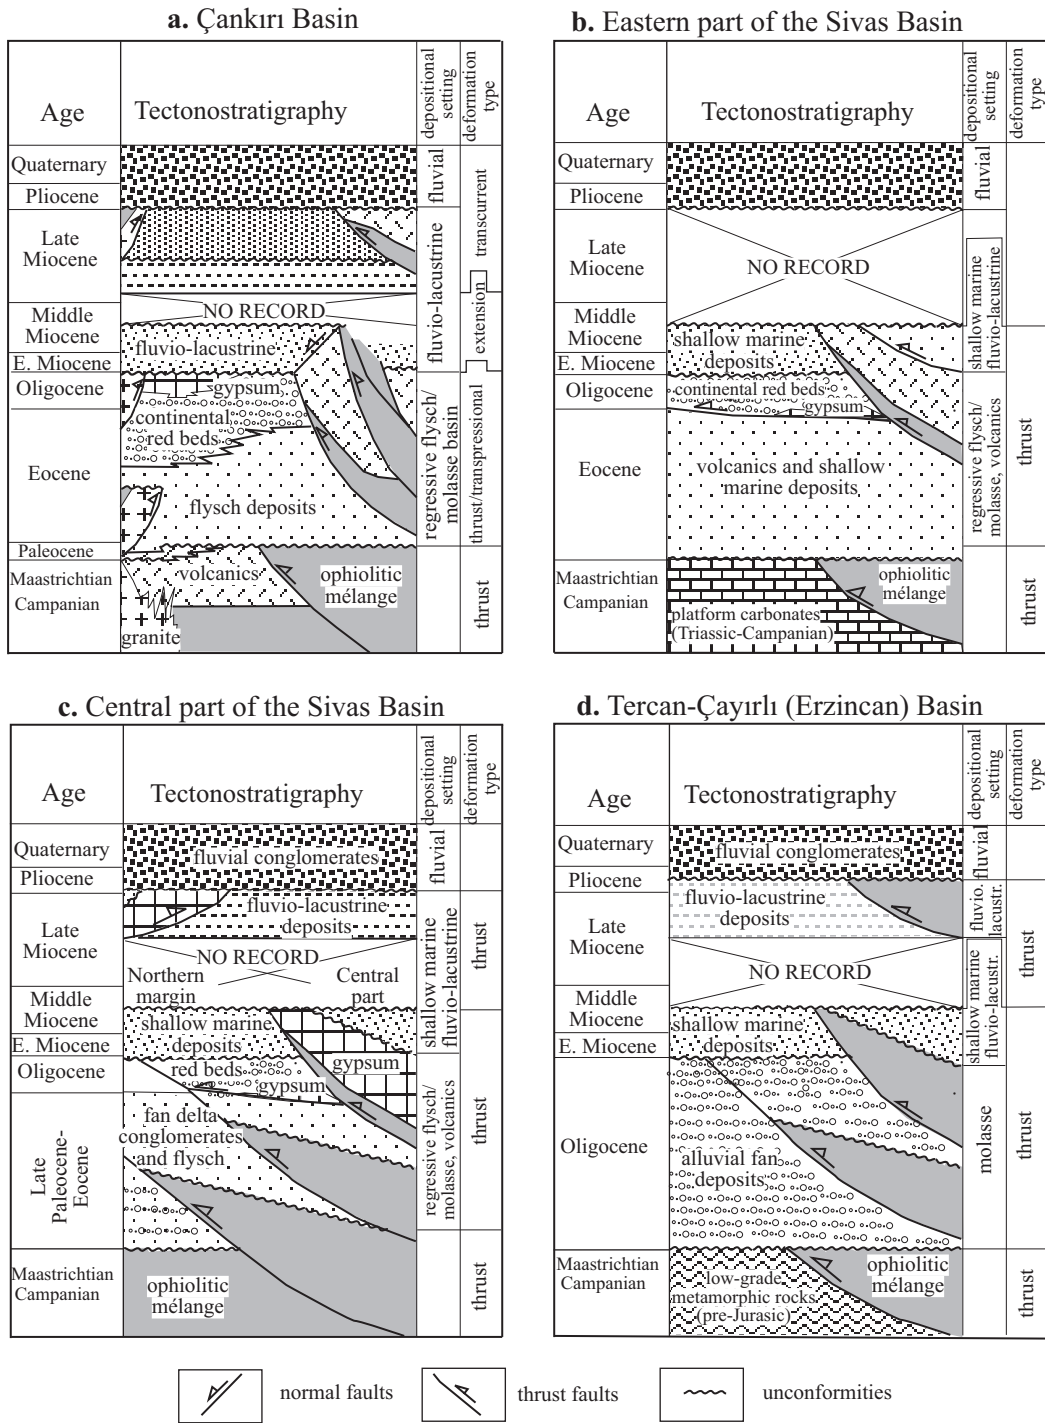 a. Çankırı Basin
Age
Tectonostratigraphy
depositional
setting
deformation
type
Quaternary
Pliocene
Late
Miocene
Middle
Miocene
E. Miocene
Oligocene
Eocene
Paleocene
Maastrichtian
Campanian
NO RECORD
fluvio-lacustrine
gypsum
continental
red beds
flysch deposits
volcanics
ophiolitic
mélange
granite
fluvial
fluvio-lacustrine
regressive flysch/
molasse basin
transcurrent
extension
thrust/transpressional
thrust
b. Eastern part of the Sivas Basin
Age
Tectonostratigraphy
depositional
setting
deformation
type
Quaternary
Pliocene
Late
Miocene
Middle
Miocene
E. Miocene
Oligocene
Eocene
Maastrichtian
Campanian
NO RECORD
shallow marine
deposits
continental red beds
gypsum
volcanics and shallow
marine deposits
ophiolitic
mélange
platform carbonates
(Triassic-Campanian)
fluvial
shallow marine
fluvio-lacustrine
regressive flysch/
molasse, volcanics
thrust
thrust
c. Central part of the Sivas Basin
Age
Tectonostratigraphy
depositional
setting
deformation
type
Quaternary
Pliocene
Late
Miocene
Middle
Miocene
E. Miocene
Oligocene
Late
Paleocene-
Eocene
Maastrichtian
Campanian
fluvial conglomerates
fluvio-lacustrine
deposits
NO RECORD
Northern
margin
Central
part
shallow marine
deposits
gypsum
red beds
gypsum
fan delta
conglomerates
and flysch
ophiolitic
mélange
fluvial
shallow marine
fluvio-lacustrine
regressive flysch/
molasse, volcanics
thrust
thrust
thrust
d. Tercan-Çayırlı (Erzincan) Basin
Age
Tectonostratigraphy
depositional
setting
deformation
type
Quaternary
Pliocene
Late
Miocene
Middle
Miocene
E. Miocene
Oligocene
Maastrichtian
Campanian
fluvial conglomerates
fluvio-lacustrine
deposits
NO RECORD
shallow marine
deposits
alluvial fan
deposits
ophiolitic
mélange
low-grade
metamorphic rocks
(pre-Jurasic)
fluvial
fluvio.
lacustr.
shallow marine
fluvio-lacustr.
molasse
thrust
thrust
thrust
normal faults
thrust faults
unconformities